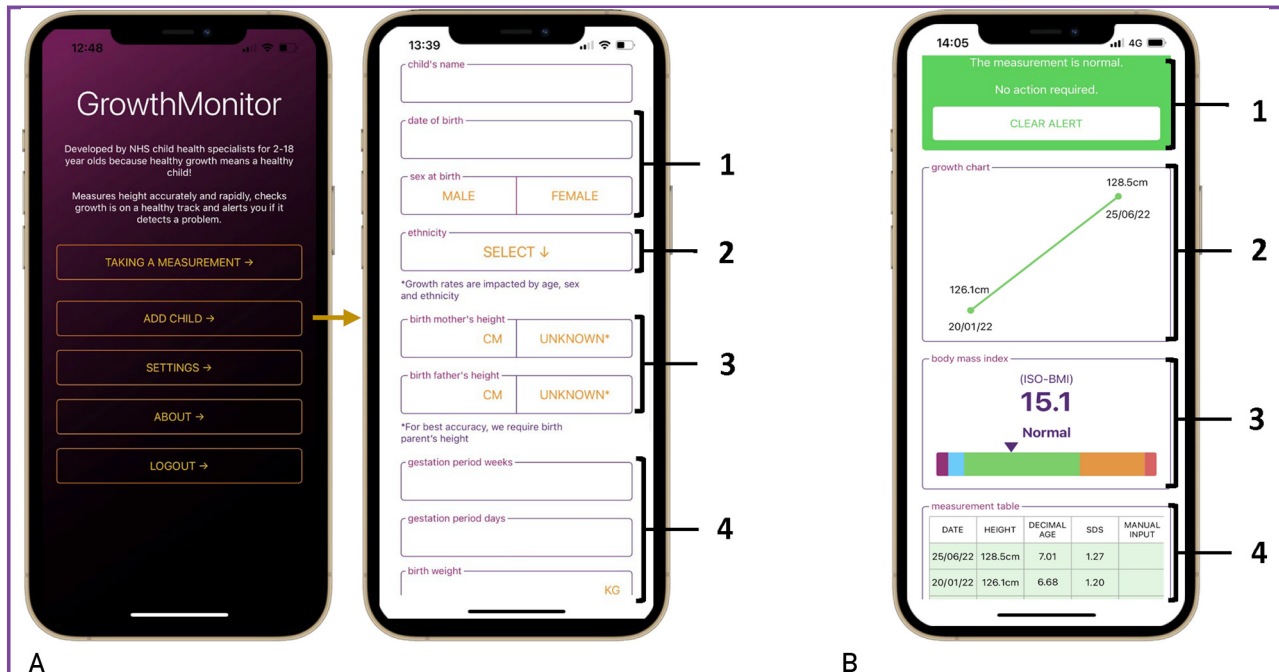 12:48
GrowthMonitor
Developed by NHS child health specialists for 2-18
year olds because healthy growth means a healthy
child!
Measures height accurately and rapidly, checks
growth is on a healthy track and alerts you if it
detects a problem.
TAKING A MEASUREMENT →
ADD CHILD →
SETTINGS →
ABOUT →
LOGOUT →
A
13:39
child's name
date of birth
sex at birth
MALE FEMALE
1
ethnicity
SELECT ↓
2
*Growth rates are impacted by age, sex
and ethnicity
birth mother's height
CM UNKNOWN*
birth father's height
CM UNKNOWN*
3
*For best accuracy, we require birth
parent's height
gestation period weeks
gestation period days
birth weight
KG
4
14:05 4G
The measurement is normal.
No action required.
CLEAR ALERT
1
growth chart
128.5cm
25/06/22
126.1cm
20/01/22
2
body mass index
(ISO-BMI)
15.1
Normal
3
measurement table
DATE HEIGHT DECIMAL AGE SDS MANUAL INPUT
25/06/22 128.5cm 7.01 1.27
20/01/22 126.1cm 6.68 1.20
4
B